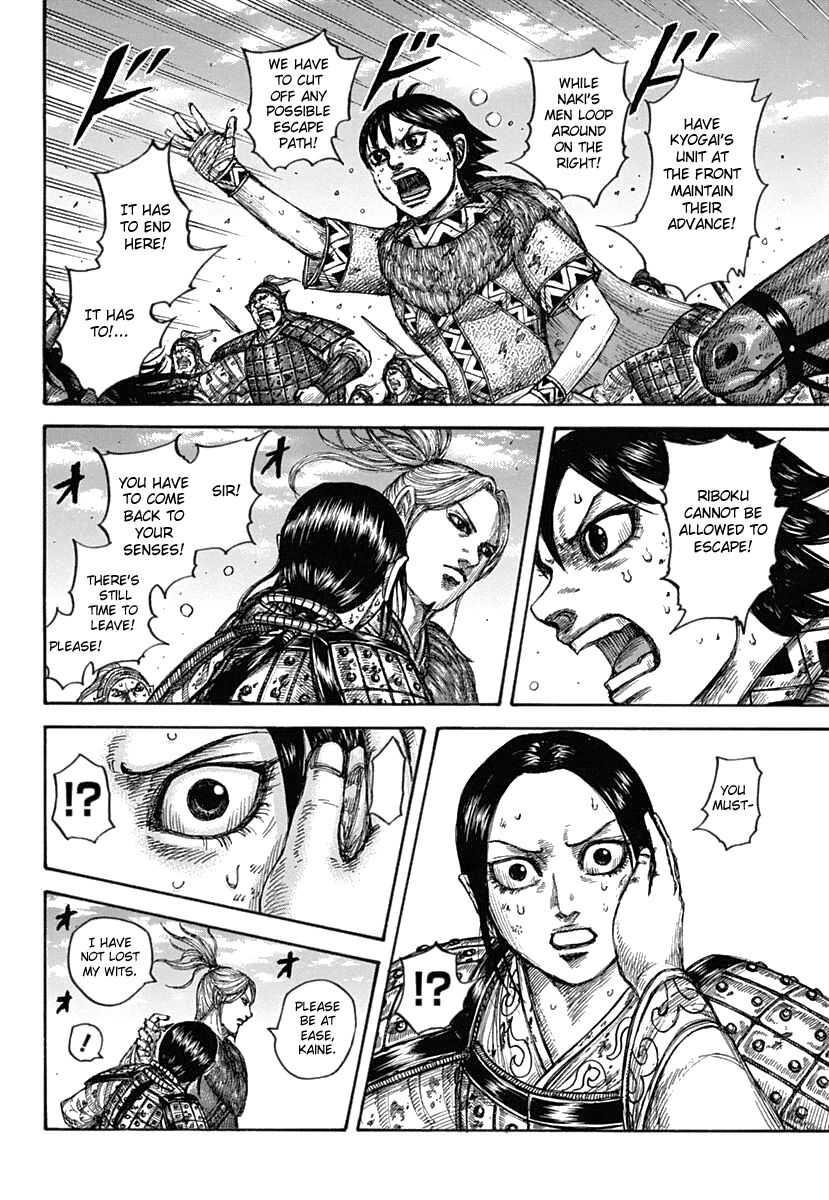 ドドド
HAVE
KYOGAI'S
UNIT AT
THE FRONT
MAINTAIN
THEIR
ADVANCE!
WHILE
NAKI'S
MEN LOOP
AROUND
ON THE
RIGHT!
WE HAVE
TO CUT
OFF ANY
POSSIBLE
ESCAPE
PATH!
IT HAS
TO END
HERE!
IT HAS
TO!...
RIBOKU
CANNOT BE
ALLOWED TO
ESCAPE!
オオ
SIR!
YOU HAVE
TO COME
BACK TO
YOUR
SENSES!
THERE'S
STILL
TIME TO
LEAVE!
PLEASE!
YOU
MUST-
!?
!?
オオ
PLEASE
BE AT
EASE,
KAINE.
I HAVE
NOT LOST
MY WITS.
!